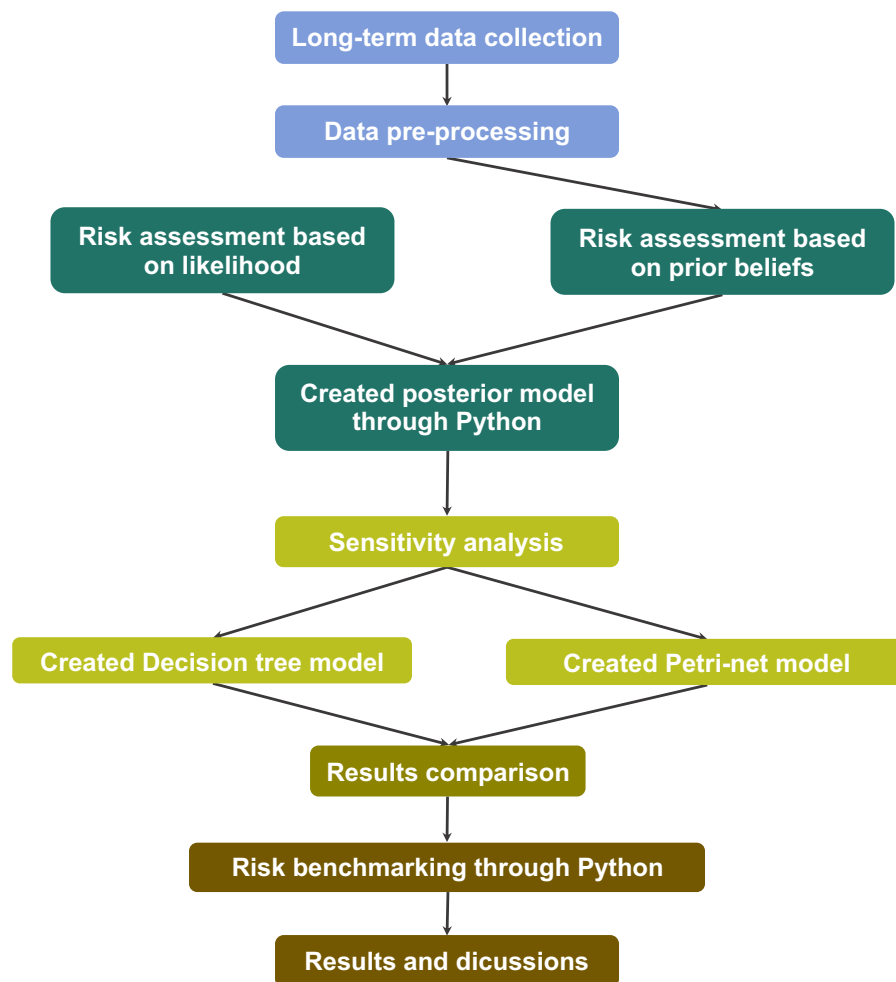 Long-term data collection
Data pre-processing
Risk assessment based
on likelihood
Risk assessment based
on prior beliefs
Created posterior model
through Python
Sensitivity analysis
Created Decision tree model
Created Petri-net model
Results comparison
Risk benchmarking through Python
Results and dicussions